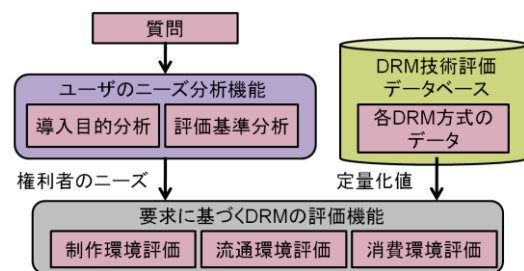 質問
ユーザのニーズ分析機能
導入目的分析
評価基準分析
DRM技術評価
データベース
各DRM方式の
データ
権利者のニーズ
定量化値
要求に基づくDRMの評価機能
制作環境評価
流通環境評価
消費環境評価